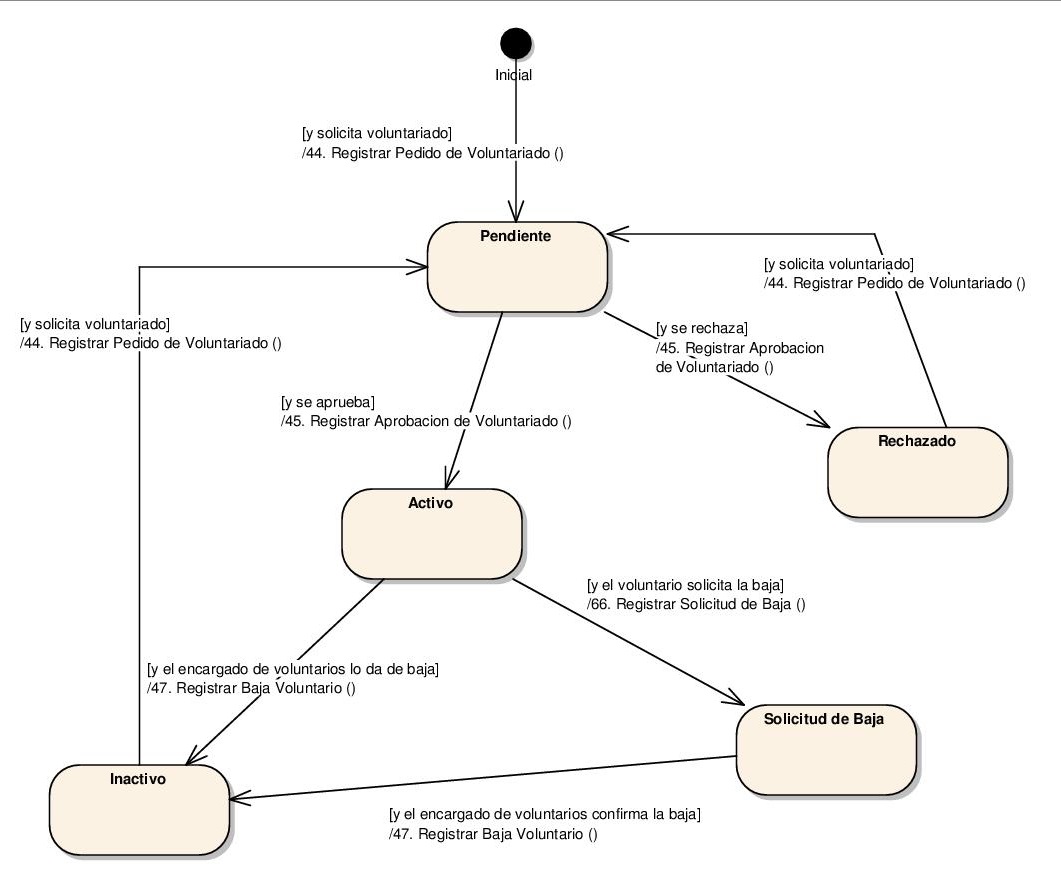 Inicial
[y solicita voluntariado]
/44. Registrar Pedido de Voluntariado ()
Pendiente
[y solicita voluntariado]
/44. Registrar Pedido de Voluntariado ()
[y solicita voluntariado]
/44. Registrar Pedido de Voluntariado ()
[y se rechaza]
/45. Registrar Aprobacion
de Voluntariado ()
[y se aprueba]
/45. Registrar Aprobacion de Voluntariado ()
Rechazado
Activo
[y el voluntario solicita la baja]
/66. Registrar Solicitud de Baja ()
[y el encargado de voluntarios lo da de baja]
/47. Registrar Baja Voluntario ()
Solicitud de Baja
Inactivo
[y el encargado de voluntarios confirma la baja]
/47. Registrar Baja Voluntario ()